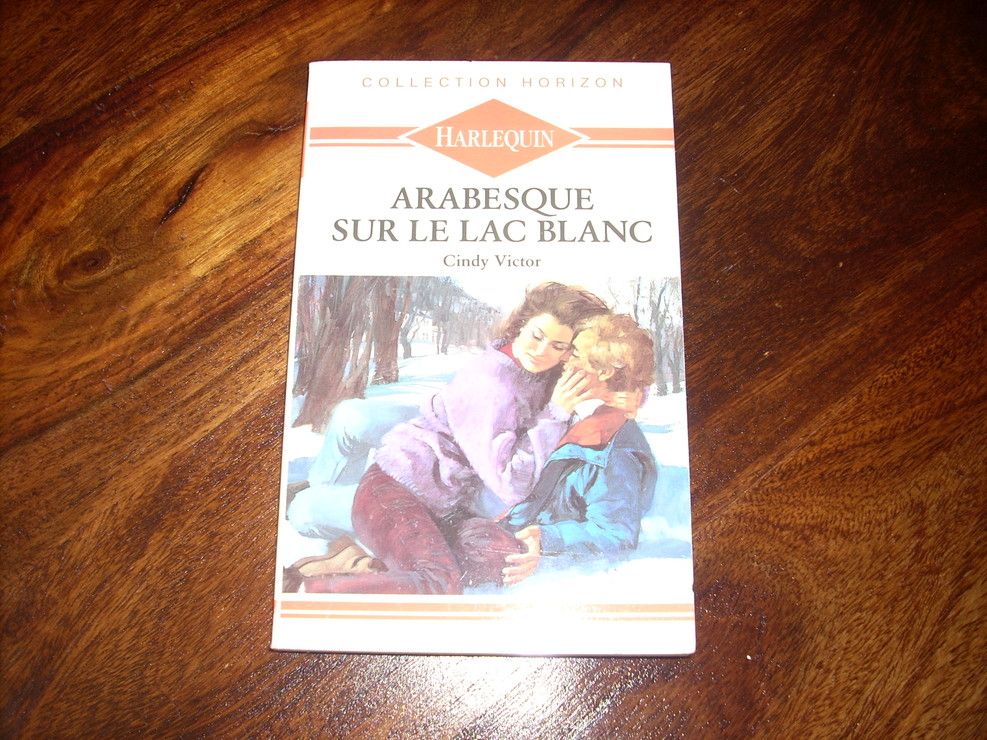 COLLECTION HORIZON
HARLEQUIN
ARABESQUE
SUR LE LAC BLANC
Cindy Victor